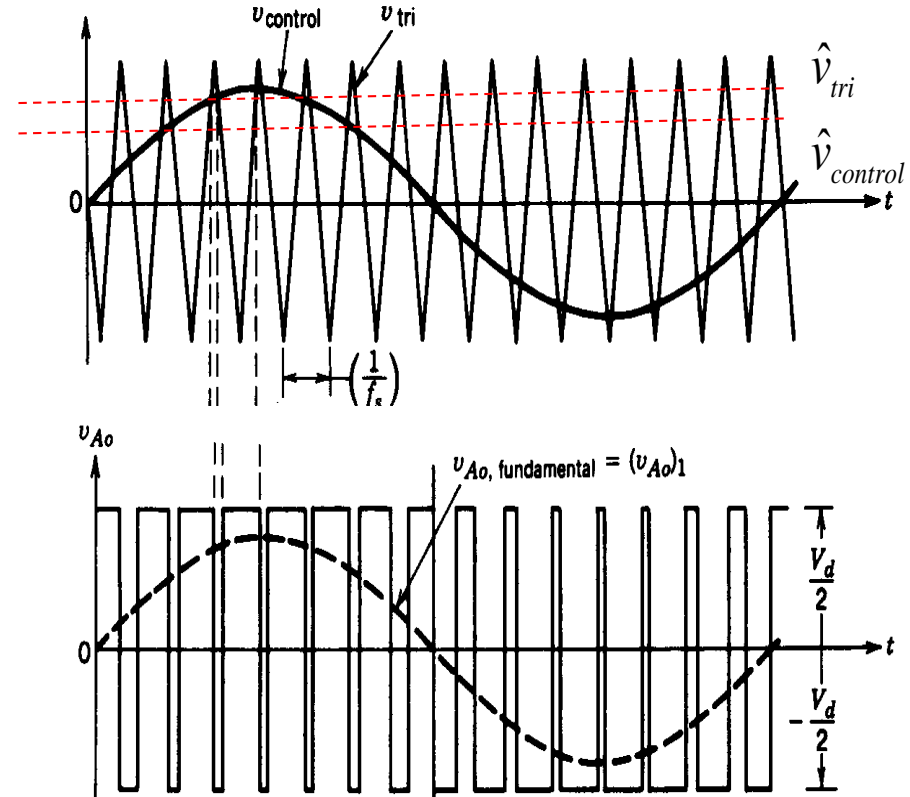 v_control v_tri
v̂_tri
v̂_control
0 t
(1/f_s)
v_Ao
v_Ao, fundamental = (v_Ao)_1
V_d/2
0 t
-V_d/2